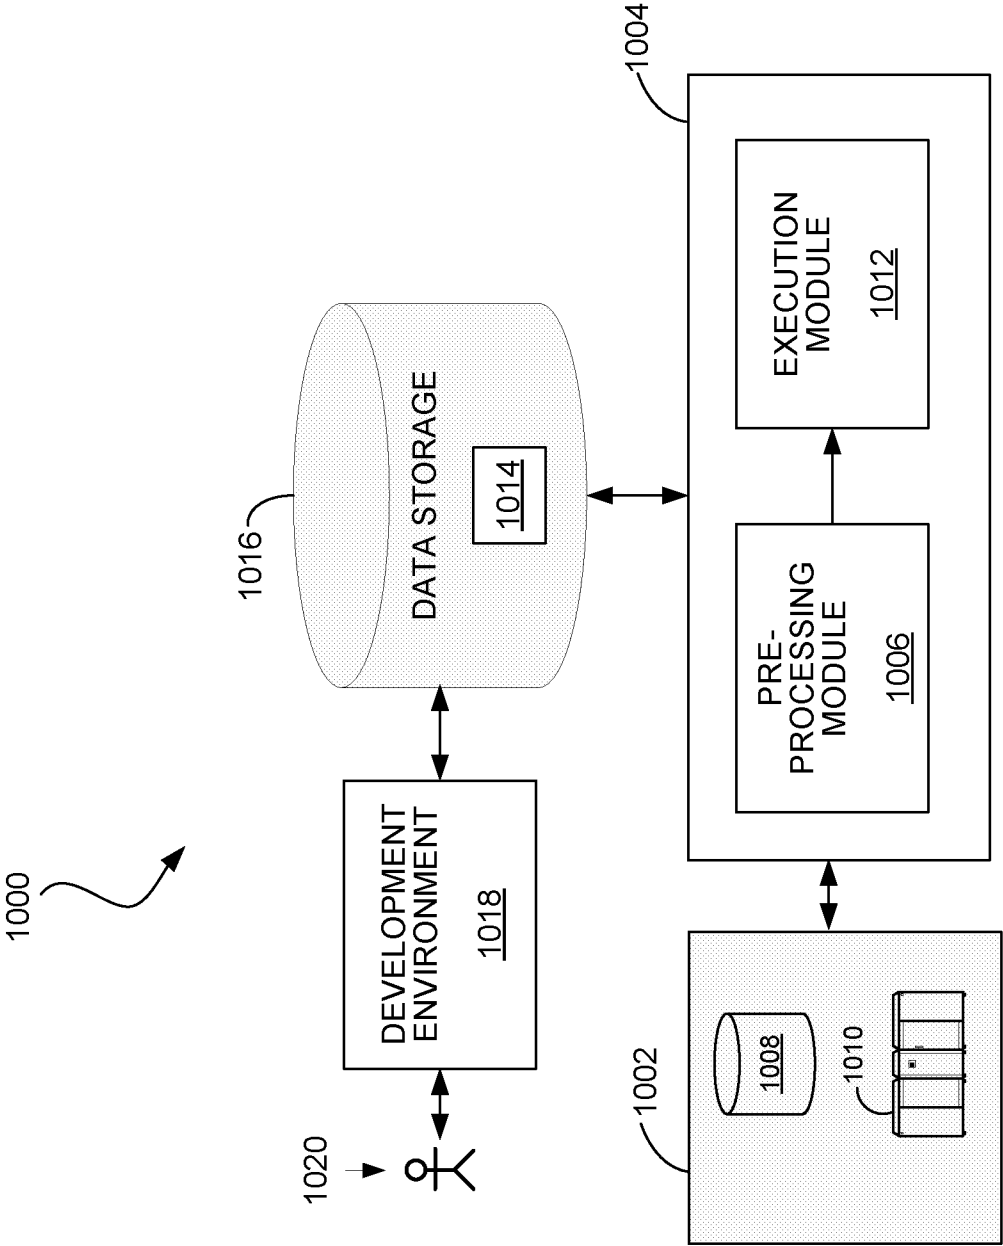 1000
1020
DEVELOPMENT
ENVIRONMENT
1018
1016
DATA STORAGE
1014
1002
1008
1010
1004
PRE-
PROCESSING
MODULE
1006
EXECUTION
MODULE
1012